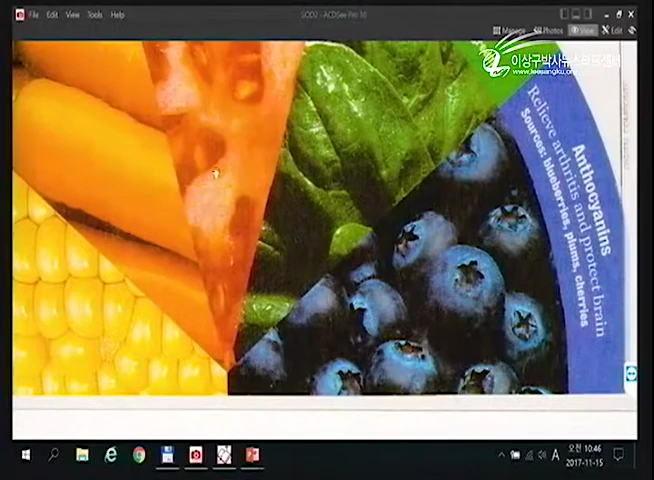 File Edit View Tools Help
SOD2 - ACDSee Pro 10
Manage Photos View Edit
이상구박사뉴스타트센터
www.leesangku.org
Anthocyanins
Relieve arthritis and protect brain
Sources: blueberries, plums, cherries
A
오전 10:46
2017-11-15